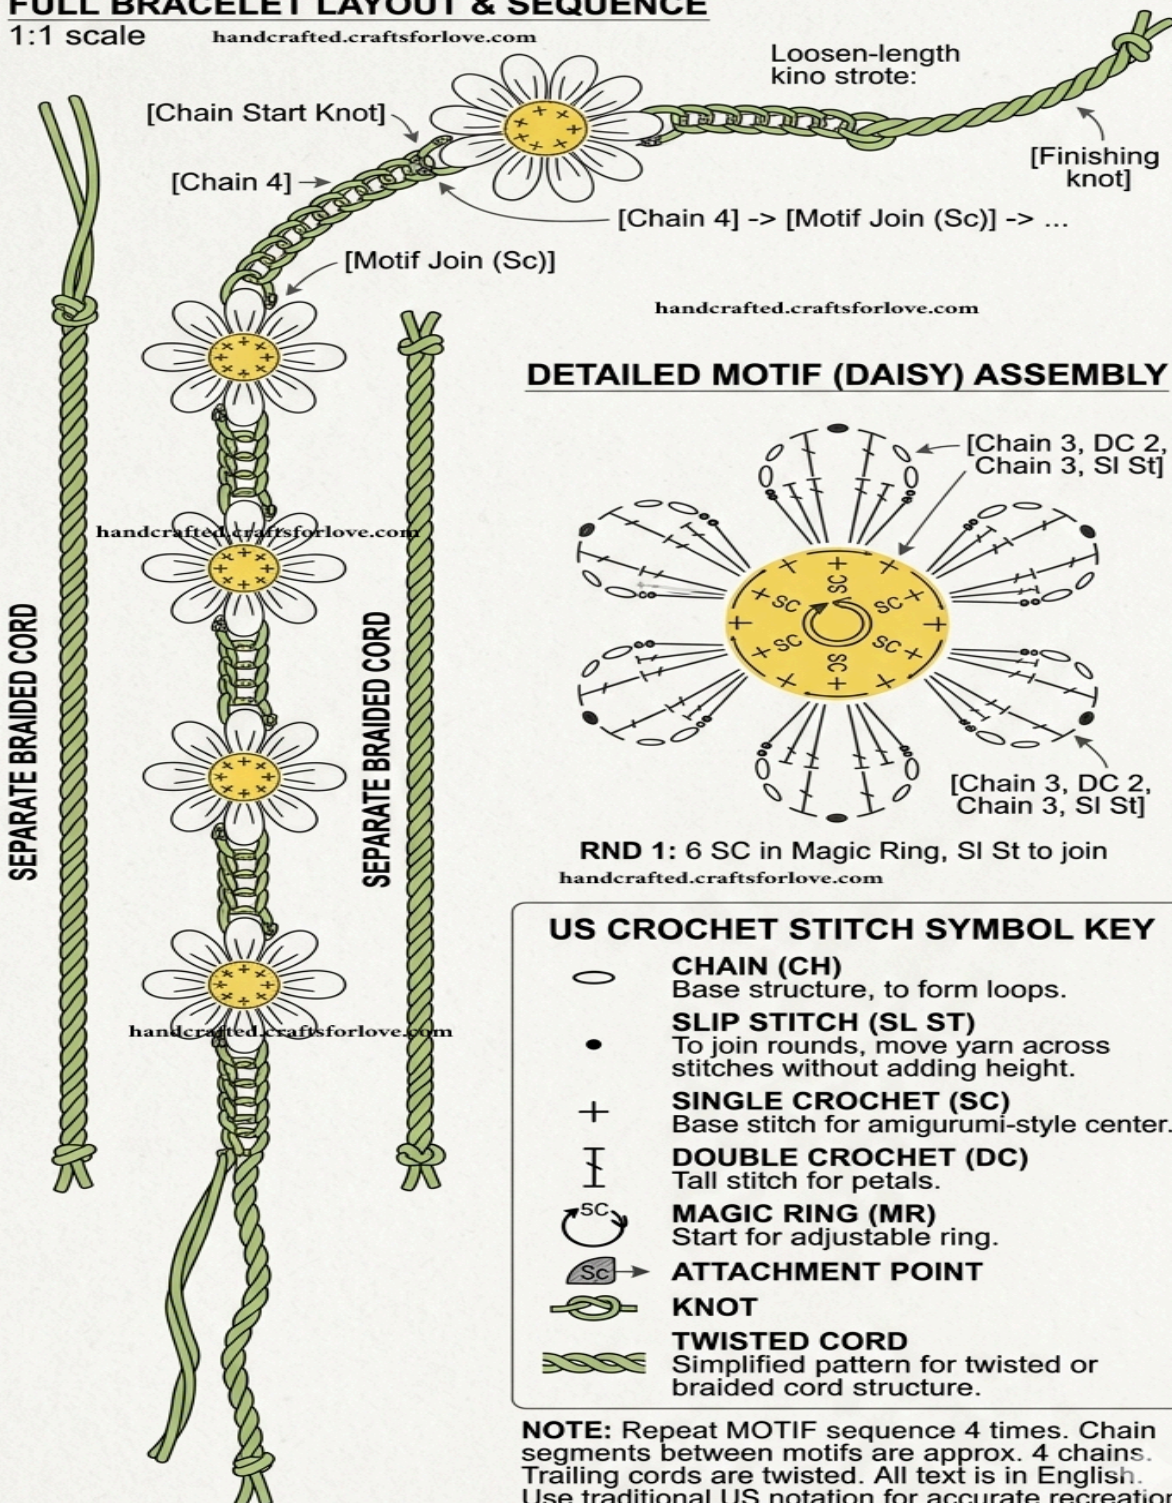 FULL BRACELET LAYOUT & SEQUENCE
1:1 scale
handcrafted.craftsforlove.com
Loosen-length
kino strote:
[Chain Start Knot]
[Finishing
knot]
[Chain 4]
[Chain 4] -> [Motif Join (Sc)] -> ...
[Motif Join (Sc)]
handcrafted.craftsforlove.com
DETAILED MOTIF (DAISY) ASSEMBLY
[Chain 3, DC 2,
Chain 3, Sl St]
handcrafted.craftsforlove.com
SC
SC
SC
SC
SC
SC
SEPARATE BRAIDED CORD
SEPARATE BRAIDED CORD
[Chain 3, DC 2,
Chain 3, Sl St]
RND 1: 6 SC in Magic Ring, Sl St to join
handcrafted.craftsforlove.com
US CROCHET STITCH SYMBOL KEY
CHAIN (CH)
Base structure, to form loops.
SLIP STITCH (SL ST)
To join rounds, move yarn across
stitches without adding height.
handcrafted.craftsforlove.com
SINGLE CROCHET (SC)
Base stitch for amigurumi-style center.
DOUBLE CROCHET (DC)
Tall stitch for petals.
SC
MAGIC RING (MR)
Start for adjustable ring.
Sc
ATTACHMENT POINT
KNOT
TWISTED CORD
Simplified pattern for twisted or
braided cord structure.
NOTE: Repeat MOTIF sequence 4 times. Chain
segments between motifs are approx. 4 chains.
Trailing cords are twisted. All text is in English.
Use traditional US notation for accurate recreation